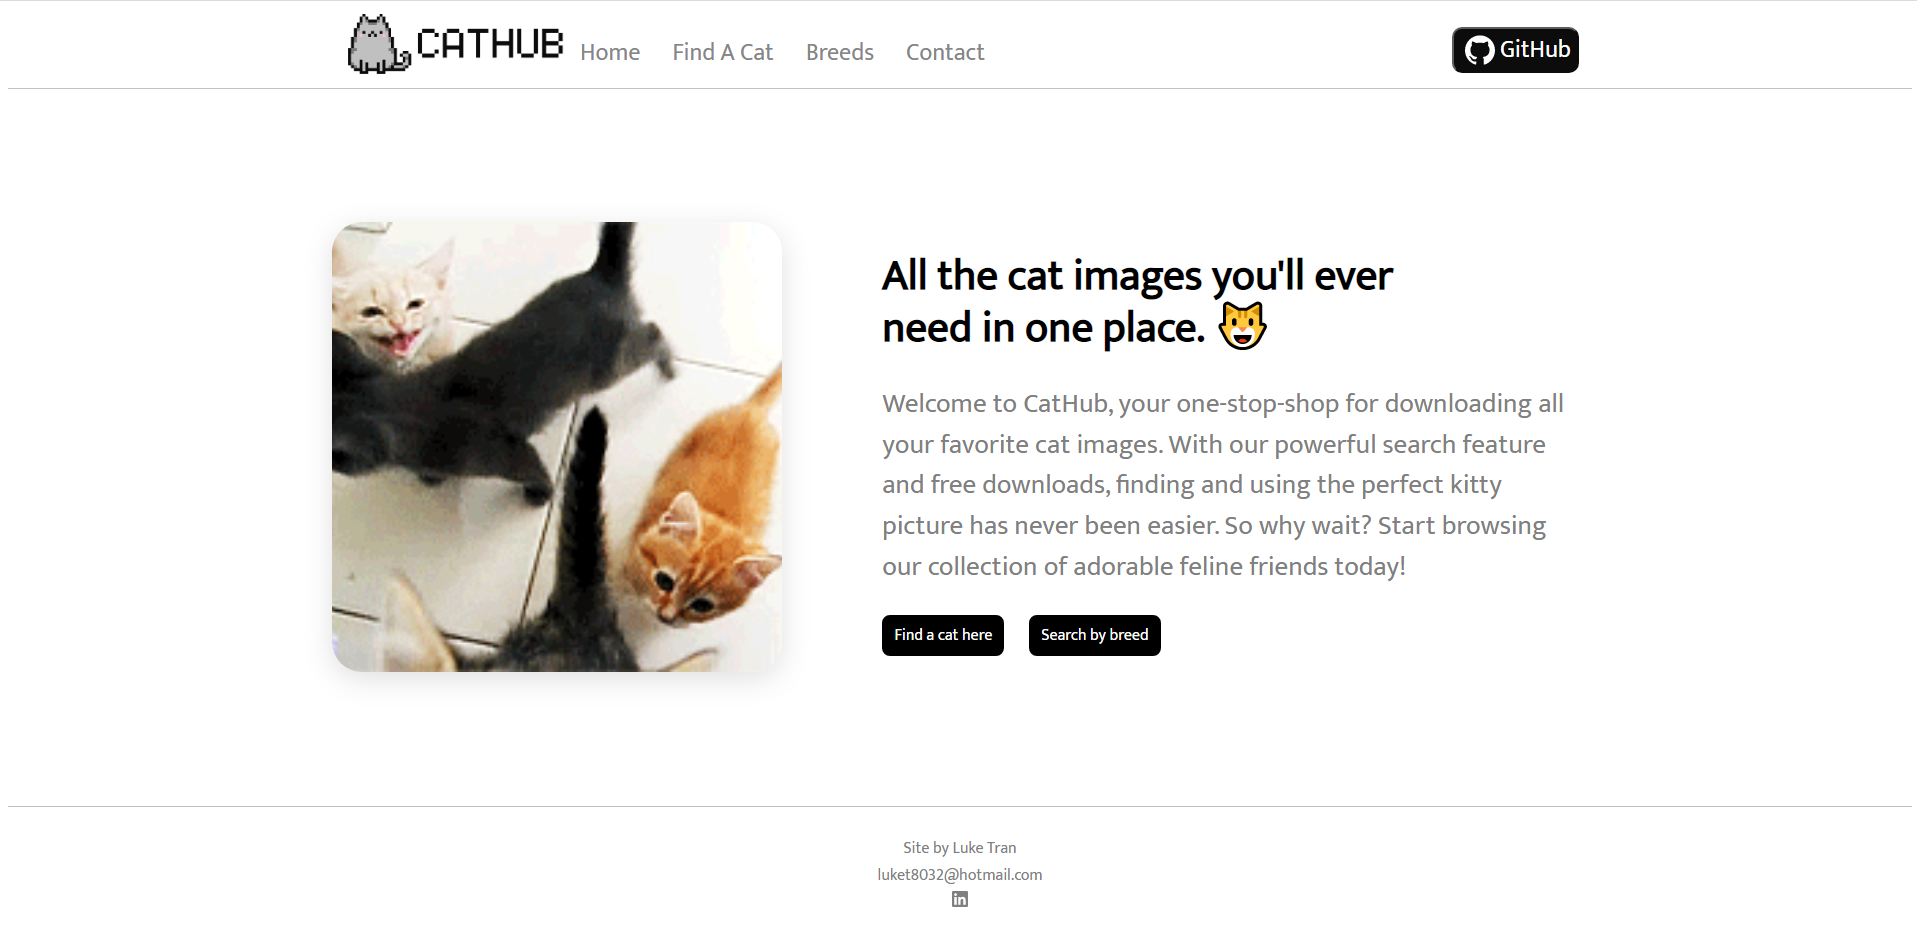 CATHUB
Home
Find A Cat
Breeds
Contact
GitHub
All the cat images you'll ever
need in one place.
Welcome to CatHub, your one-stop-shop for downloading all
your favorite cat images. With our powerful search feature
and free downloads, finding and using the perfect kitty
picture has never been easier. So why wait? Start browsing
our collection of adorable feline friends today!
Find a cat here
Search by breed
Site by Luke Tran
luket8032@hotmail.com
in